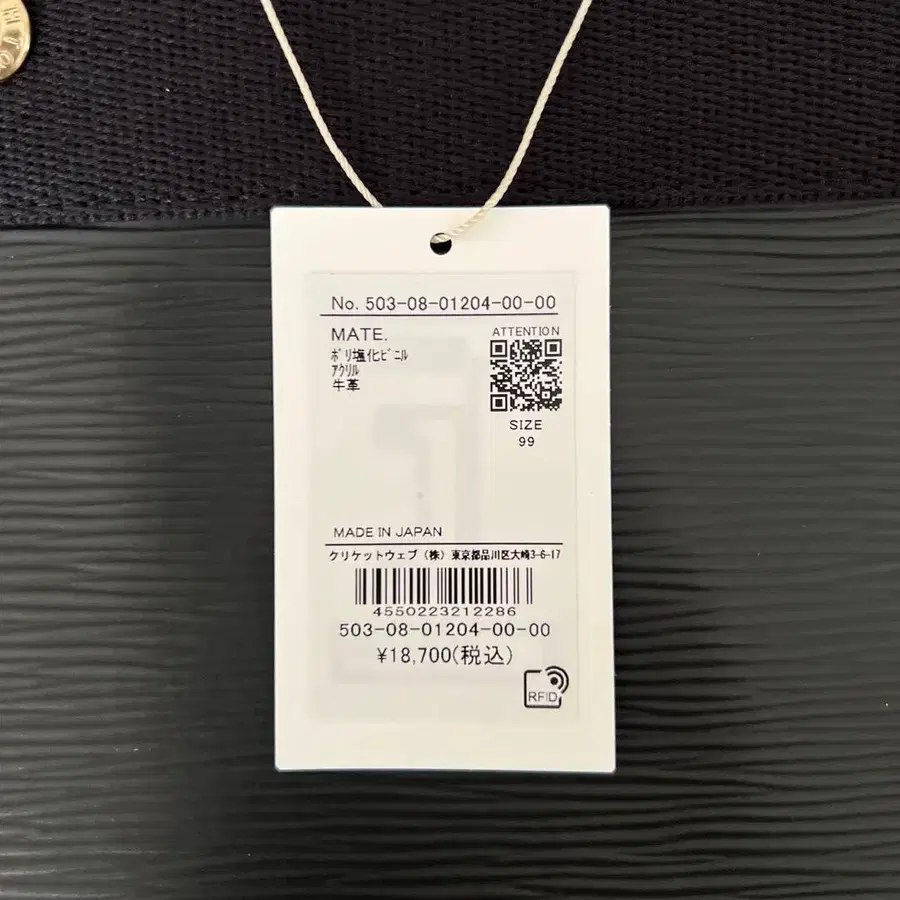 No. 503-08-01204-00-00
MATE.
ATTENTION
ﾎﾟﾘ塩化ﾋﾞﾆﾙ
ｱｸﾘﾙ
牛革
SIZE
99
MADE IN JAPAN
クリケットウェブ（株）東京都品川区大崎3-6-17
4550223212286
503-08-01204-00-00
¥18,700(税込)
RFID